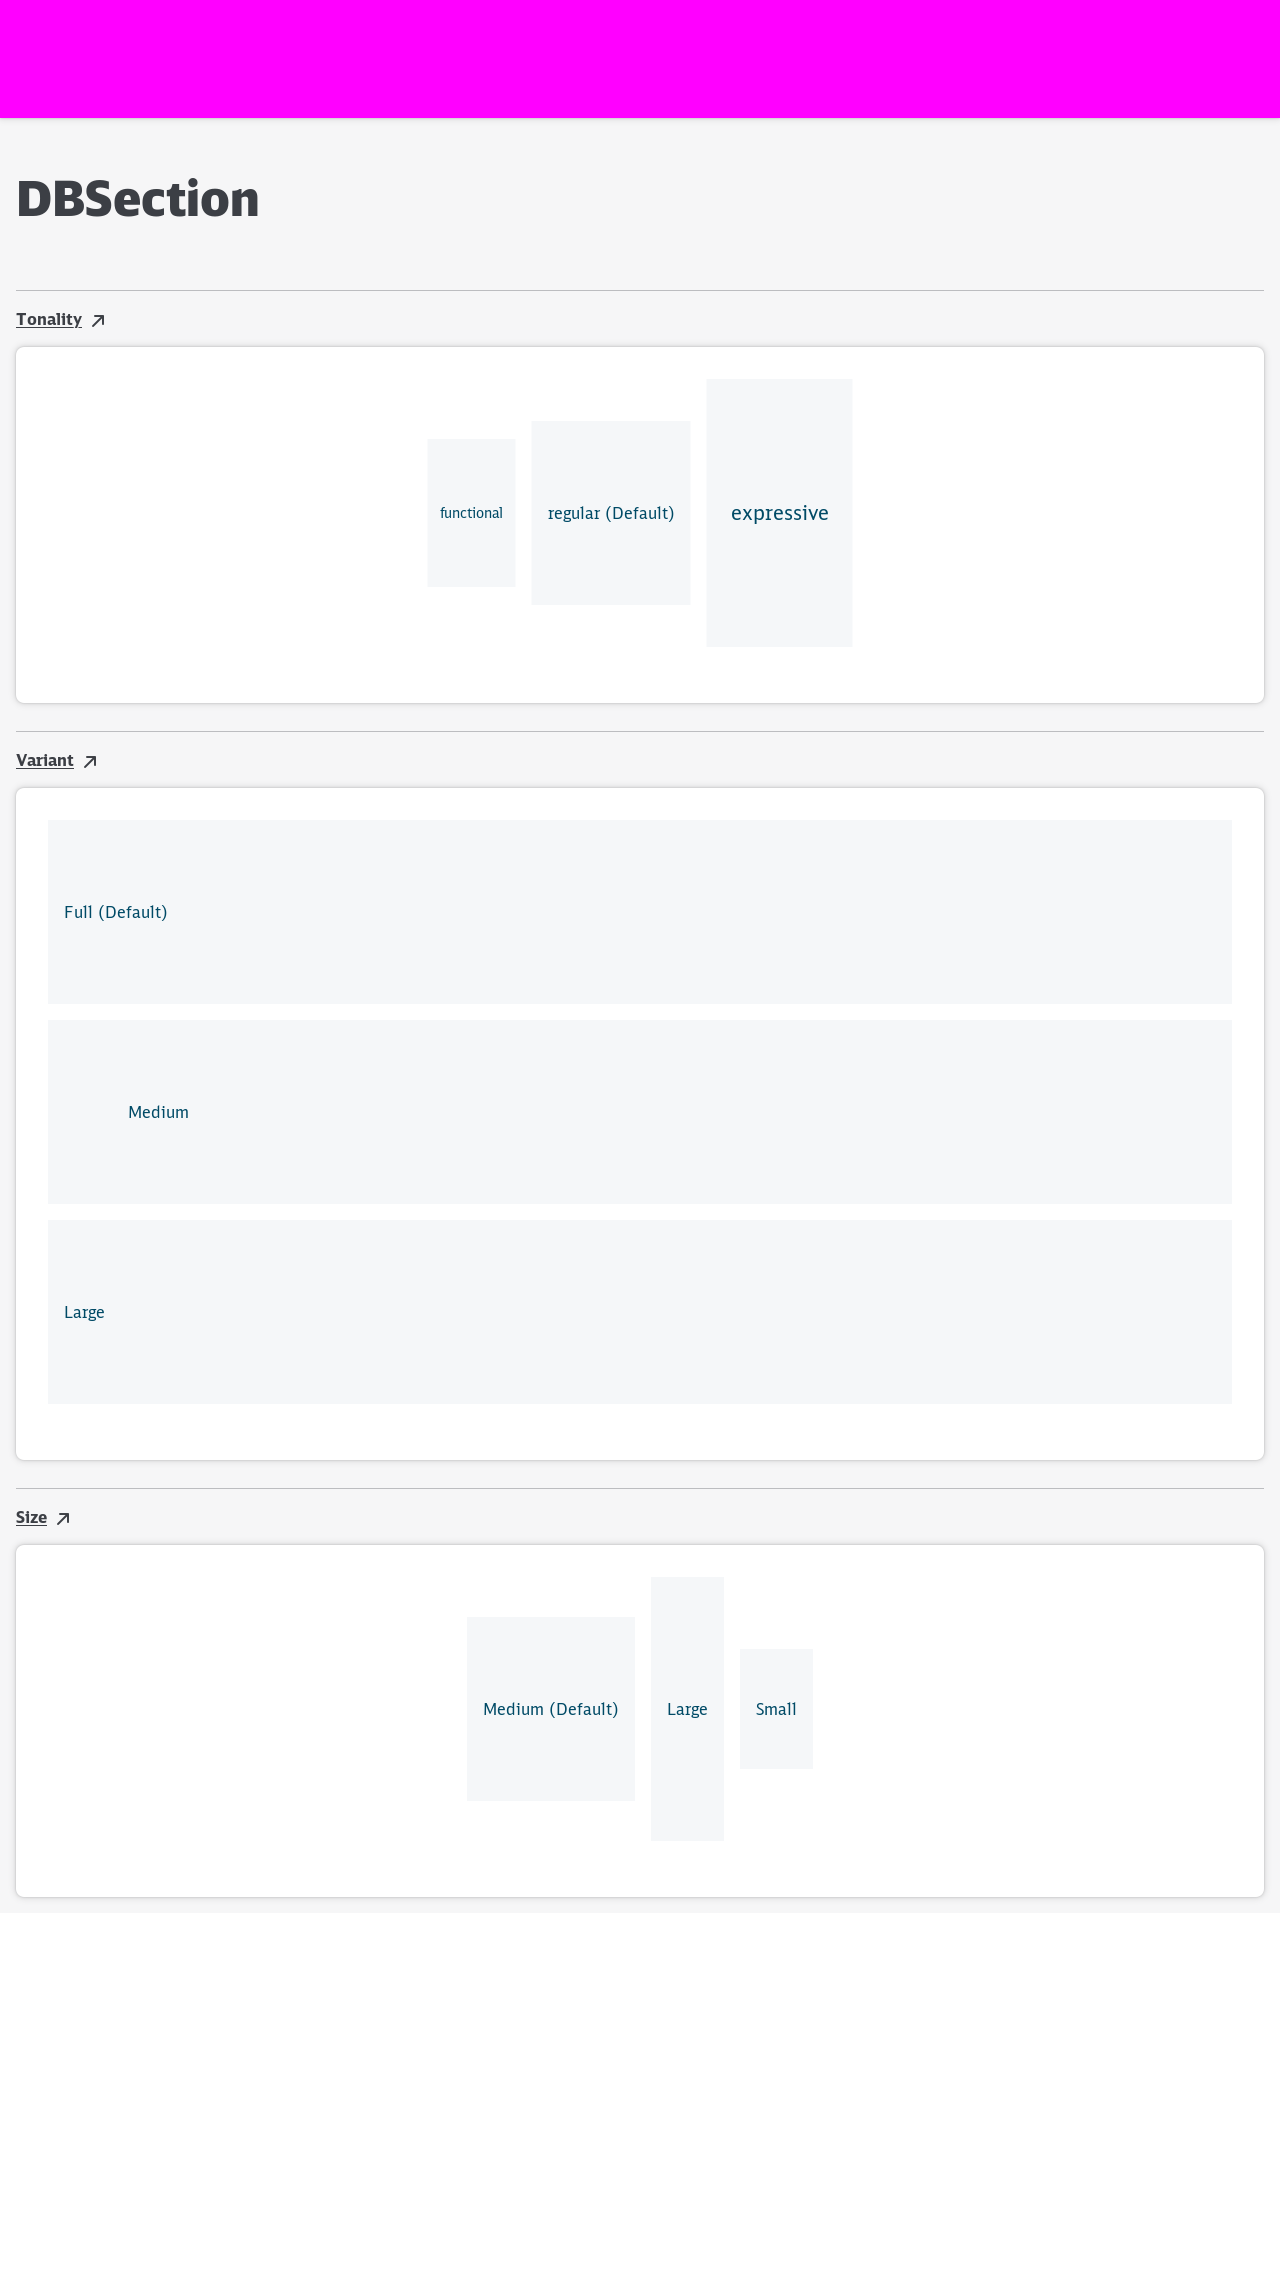 DBSection
Tonality
functional
regular (Default)
expressive
Variant
Full (Default)
Medium
Large
Size
Medium (Default)
Large
Small